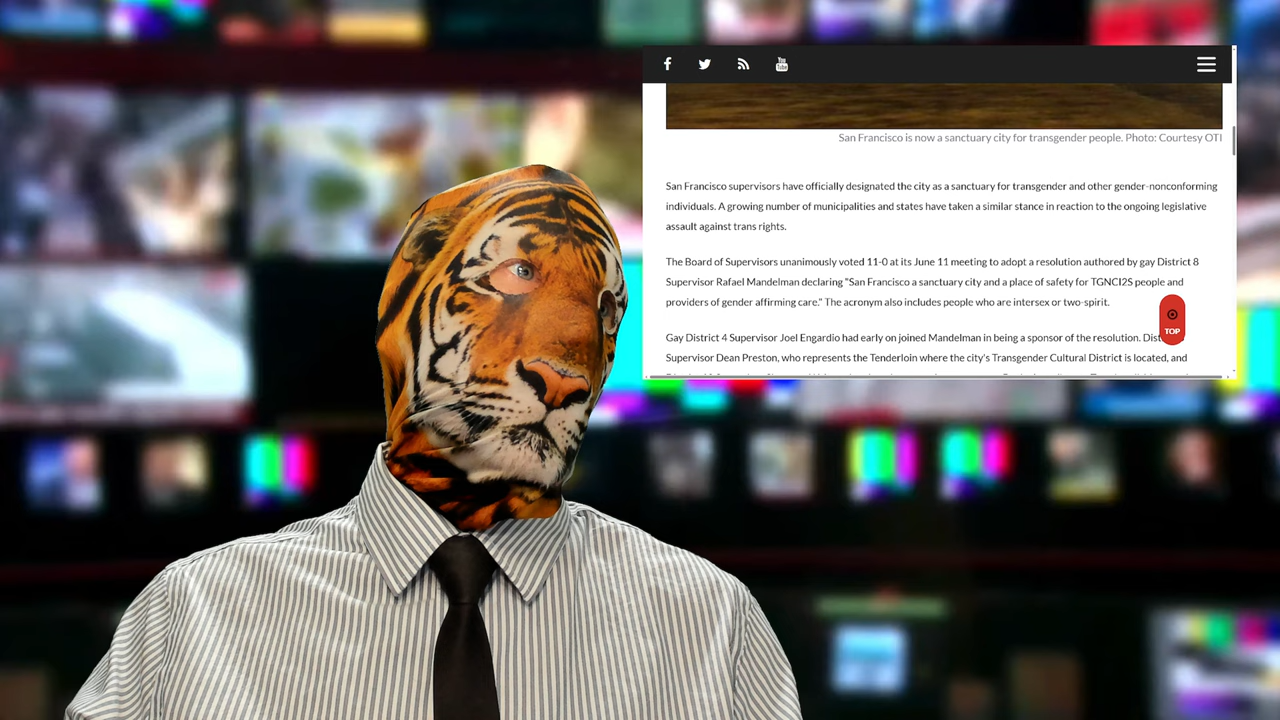 San Francisco is now a sanctuary city for transgender people. Photo: Courtesy OTI
San Francisco supervisors have officially designated the city as a sanctuary for transgender and other gender-nonconforming
individuals. A growing number of municipalities and states have taken a similar stance in reaction to the ongoing legislative
assault against trans rights.
The Board of Supervisors unanimously voted 11-0 at its June 11 meeting to adopt a resolution authored by gay District 8
Supervisor Rafael Mandelman declaring "San Francisco a sanctuary city and a place of safety for TGNCI2S people and
providers of gender affirming care." The acronym also includes people who are intersex or two-spirit.
TOP
Gay District 4 Supervisor Joel Engardio had early on joined Mandelman in being a sponsor of the resolution.
Supervisor Dean Preston, who represents the Tenderloin where the city's Transgender Cultural District is located, and